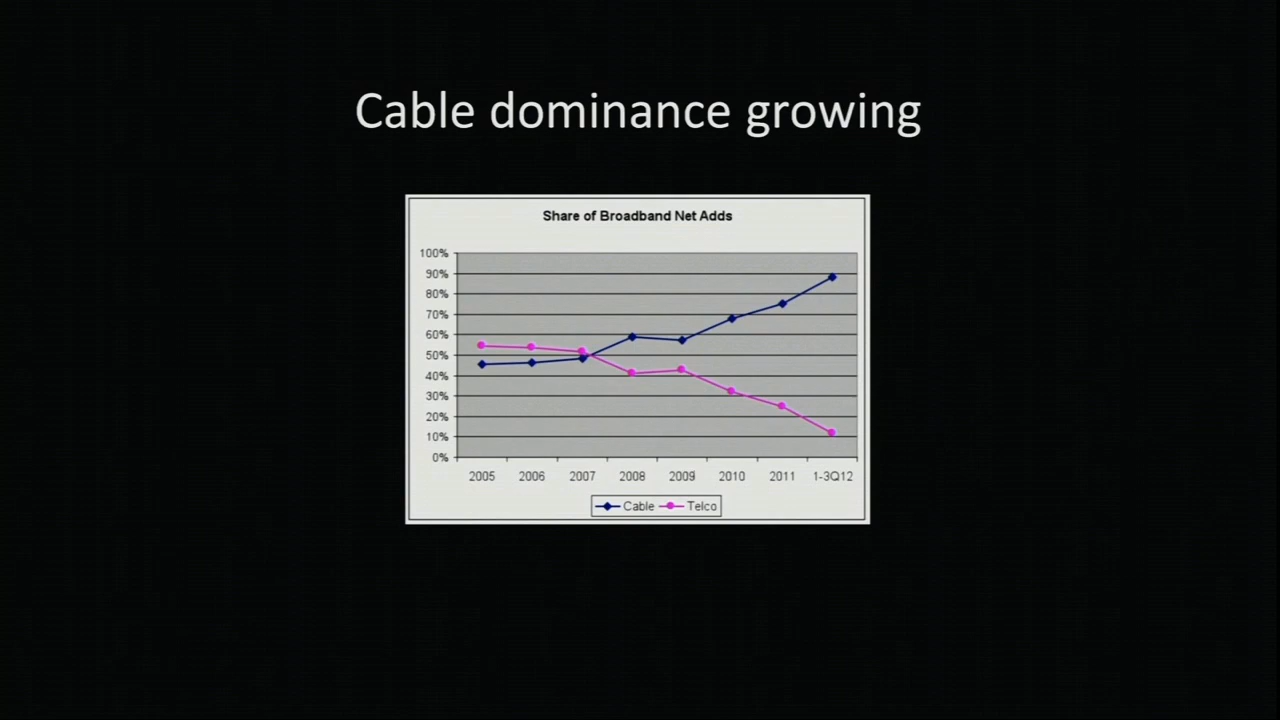 Cable dominance growing
Share of Broadband Net Adds
100%
90%
80%
70%
60%
50%
40%
30%
20%
10%
0%
2005 2006 2007 2008 2009 2010 2011 1-3Q12
Cable Telco